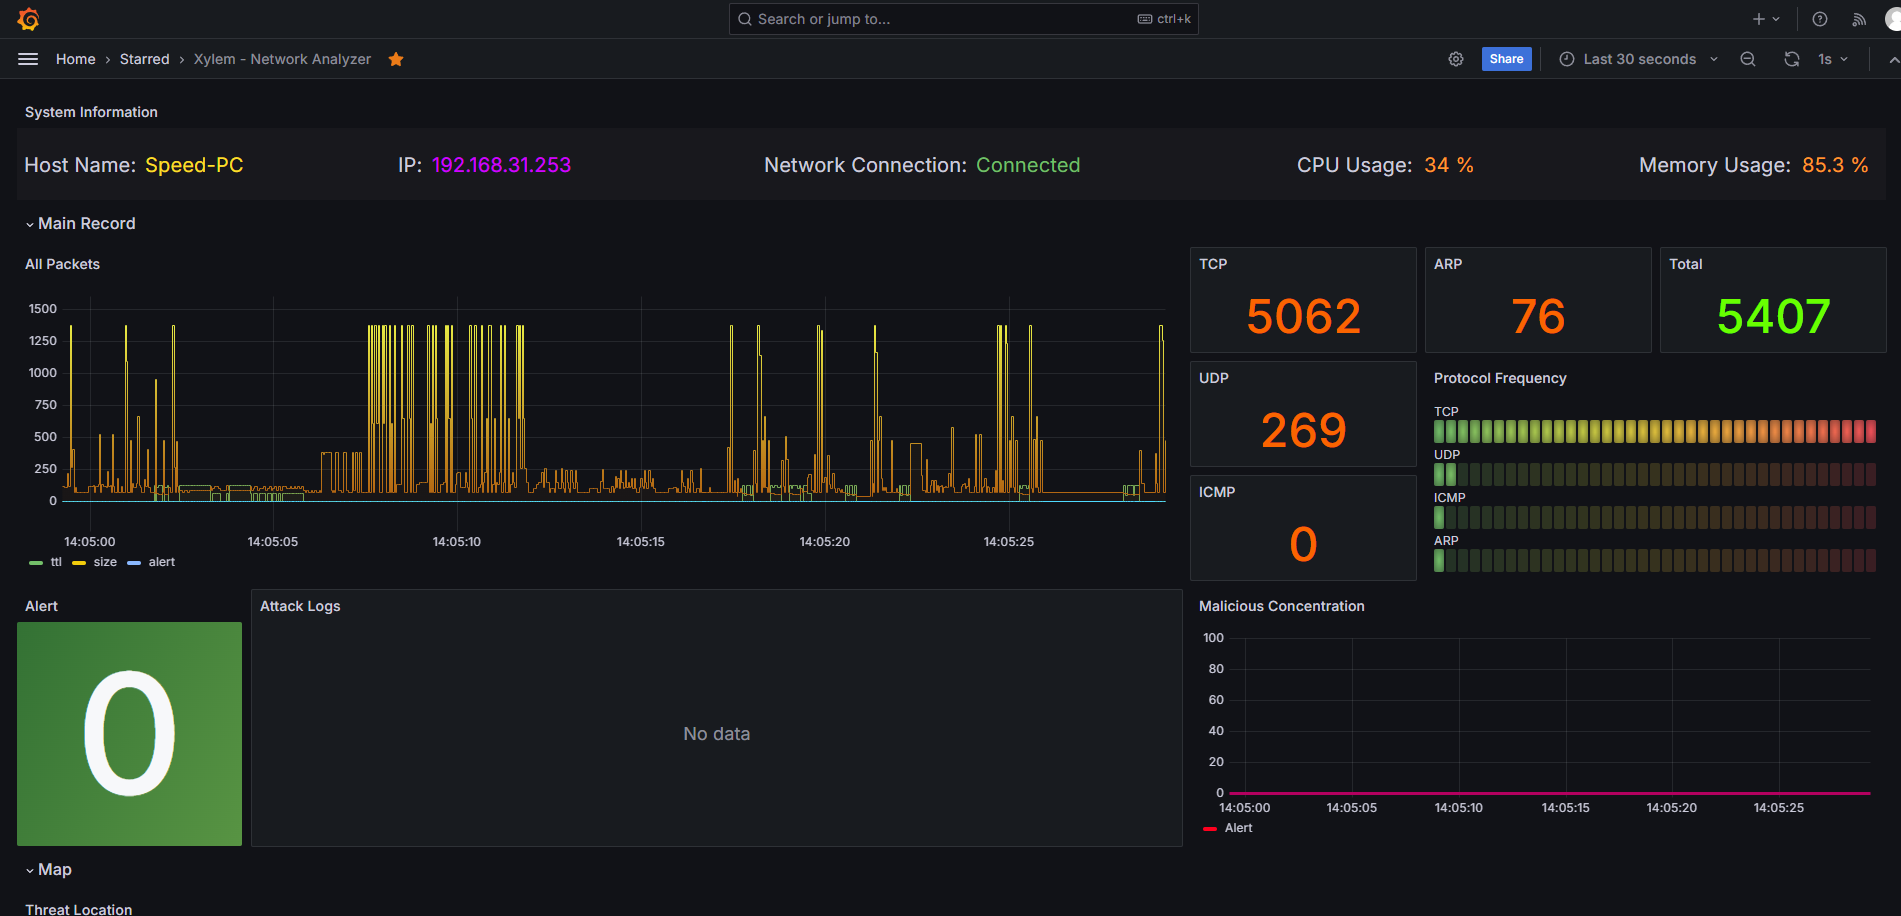 Search or jump to... ctrl+k
Home › Starred › Xylem - Network Analyzer Share Last 30 seconds 1s
System Information
Host Name: Speed-PC IP: 192.168.31.253 Network Connection: Connected CPU Usage: 34 % Memory Usage: 85.3 %
Main Record
All Packets
1500
1250
1000
750
500
250
0
14:05:00 14:05:05 14:05:10 14:05:15 14:05:20 14:05:25
ttl size alert
TCP
5062
ARP
76
Total
5407
UDP
269
ICMP
0
Protocol Frequency
TCP
UDP
ICMP
ARP
Alert
0
Attack Logs
No data
Malicious Concentration
100
80
60
40
20
0
14:05:00 14:05:05 14:05:10 14:05:15 14:05:20 14:05:25
Alert
Map
Threat Location